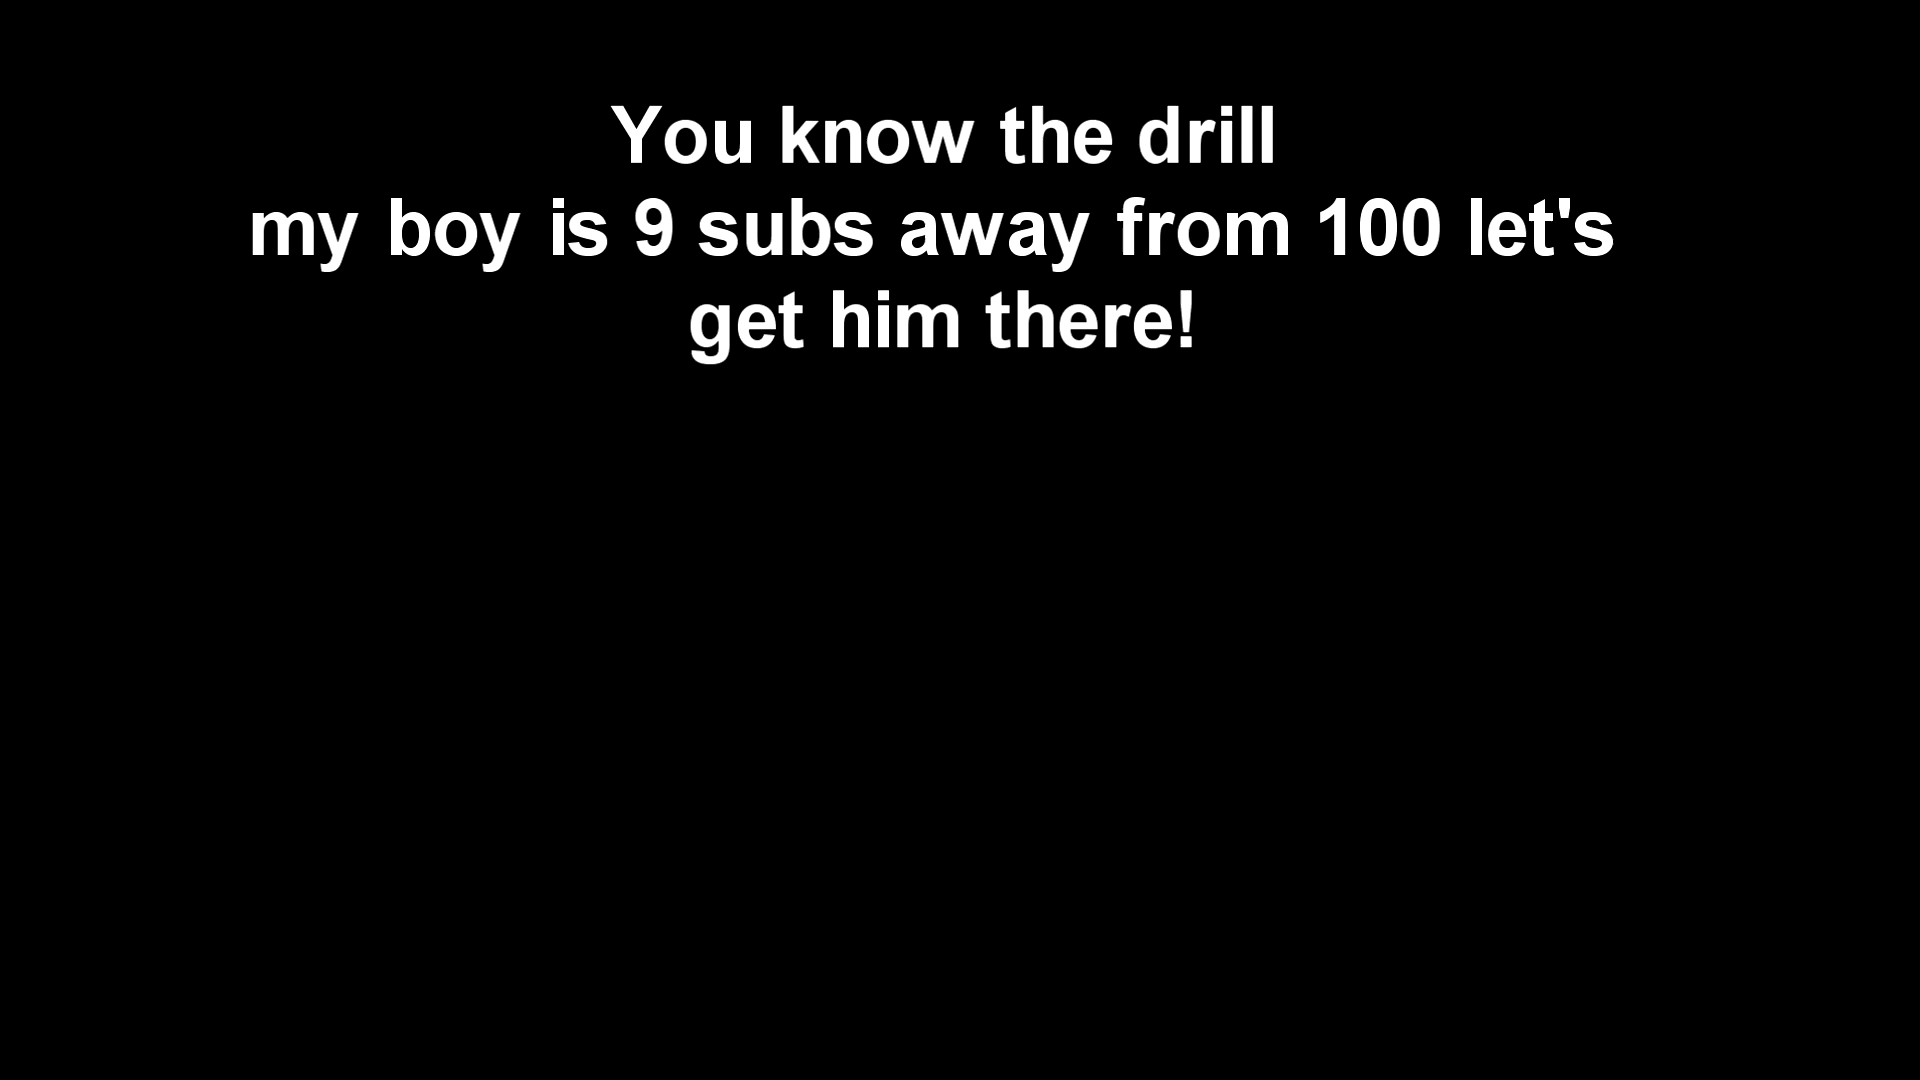 You know the drill
my boy is 9 subs away from 100 let's
get him there!